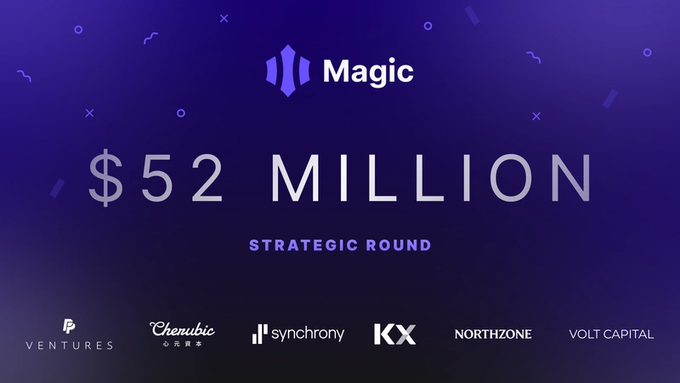 Magic
$52 MILLION
STRATEGIC ROUND
VENTURES
Cherubic
心元資本
synchrony
KX
NORTHZONE
VOLT CAPITAL